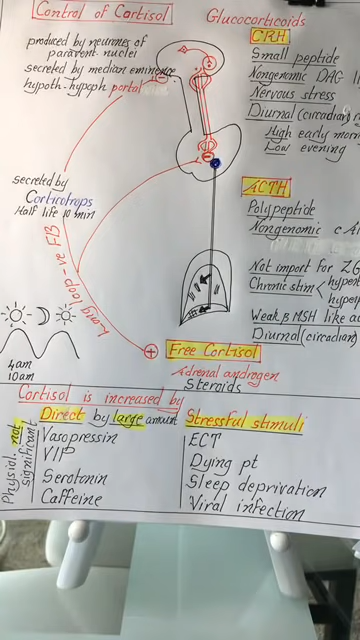 Control of Cortisol
Glucocorticoids
produced by neurones of
paravent. nuclei
secreted by median eminence
hypoth-hypoph portal
CRH
Small peptide
Nongenomic DAG
Nervous stress
Diurnal (circadian)
High early morn
Low evening
secreted by
Corticotrops
Half life 10 min
Long loop -ve FB
ACTH
Polypeptide
Nongenomic c A
Not import for ZG
Chronic stim < hypert
hyper
Weak β MSH like ac
Diurnal (circadian)
4am
10am
Free Cortisol
Adrenal androgen
Steroids
Cortisol is increased by
Physiol. not
significant
Direct by large amount
Vasopressin
VIP
Serotonin
Caffeine
Stressful stimuli
ECT
Dying pt
Sleep deprivation
Viral infection